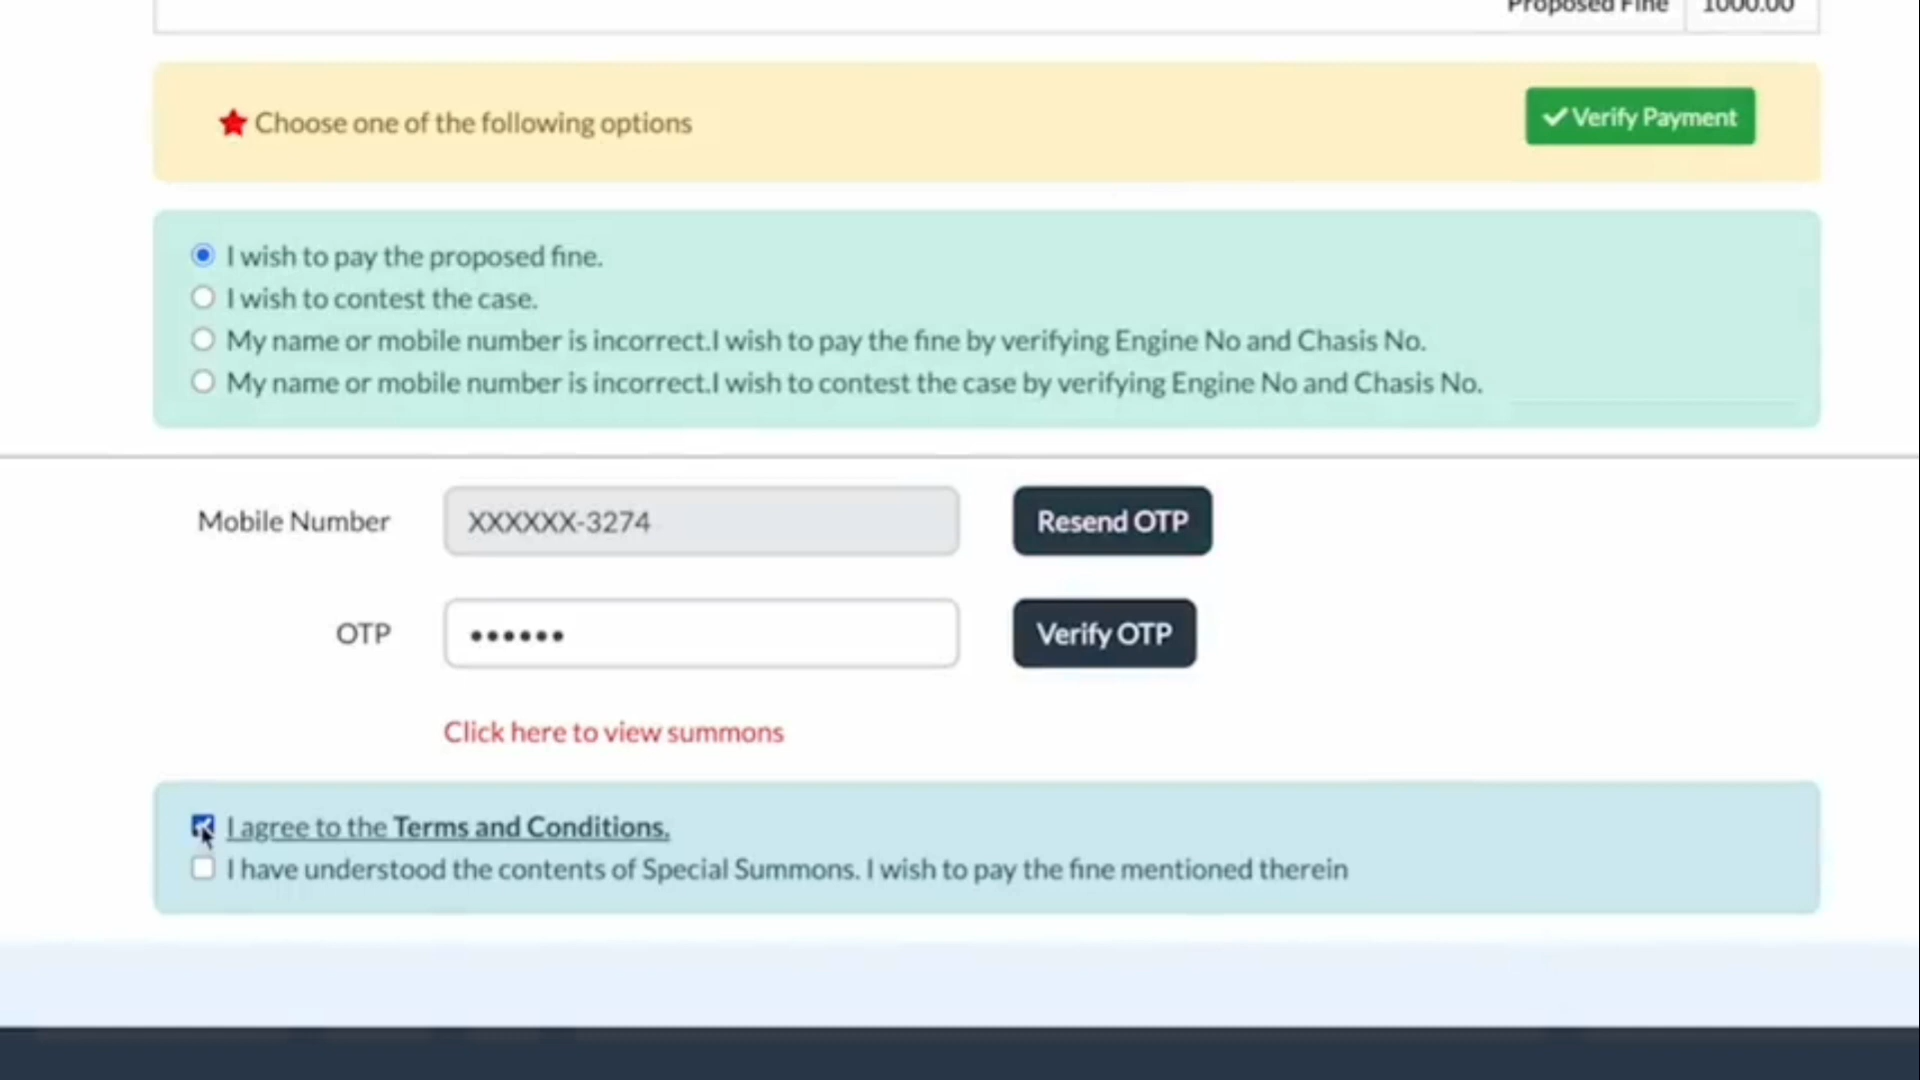 Proposed Fine 1000.00
Choose one of the following options
Verify Payment
I wish to pay the proposed fine.
I wish to contest the case.
My name or mobile number is incorrect.I wish to pay the fine by verifying Engine No and Chasis No.
My name or mobile number is incorrect.I wish to contest the case by verifying Engine No and Chasis No.
Mobile Number XXXXXX-3274 Resend OTP
OTP •••••• Verify OTP
Click here to view summons
I agree to the Terms and Conditions.
I have understood the contents of Special Summons. I wish to pay the fine mentioned therein